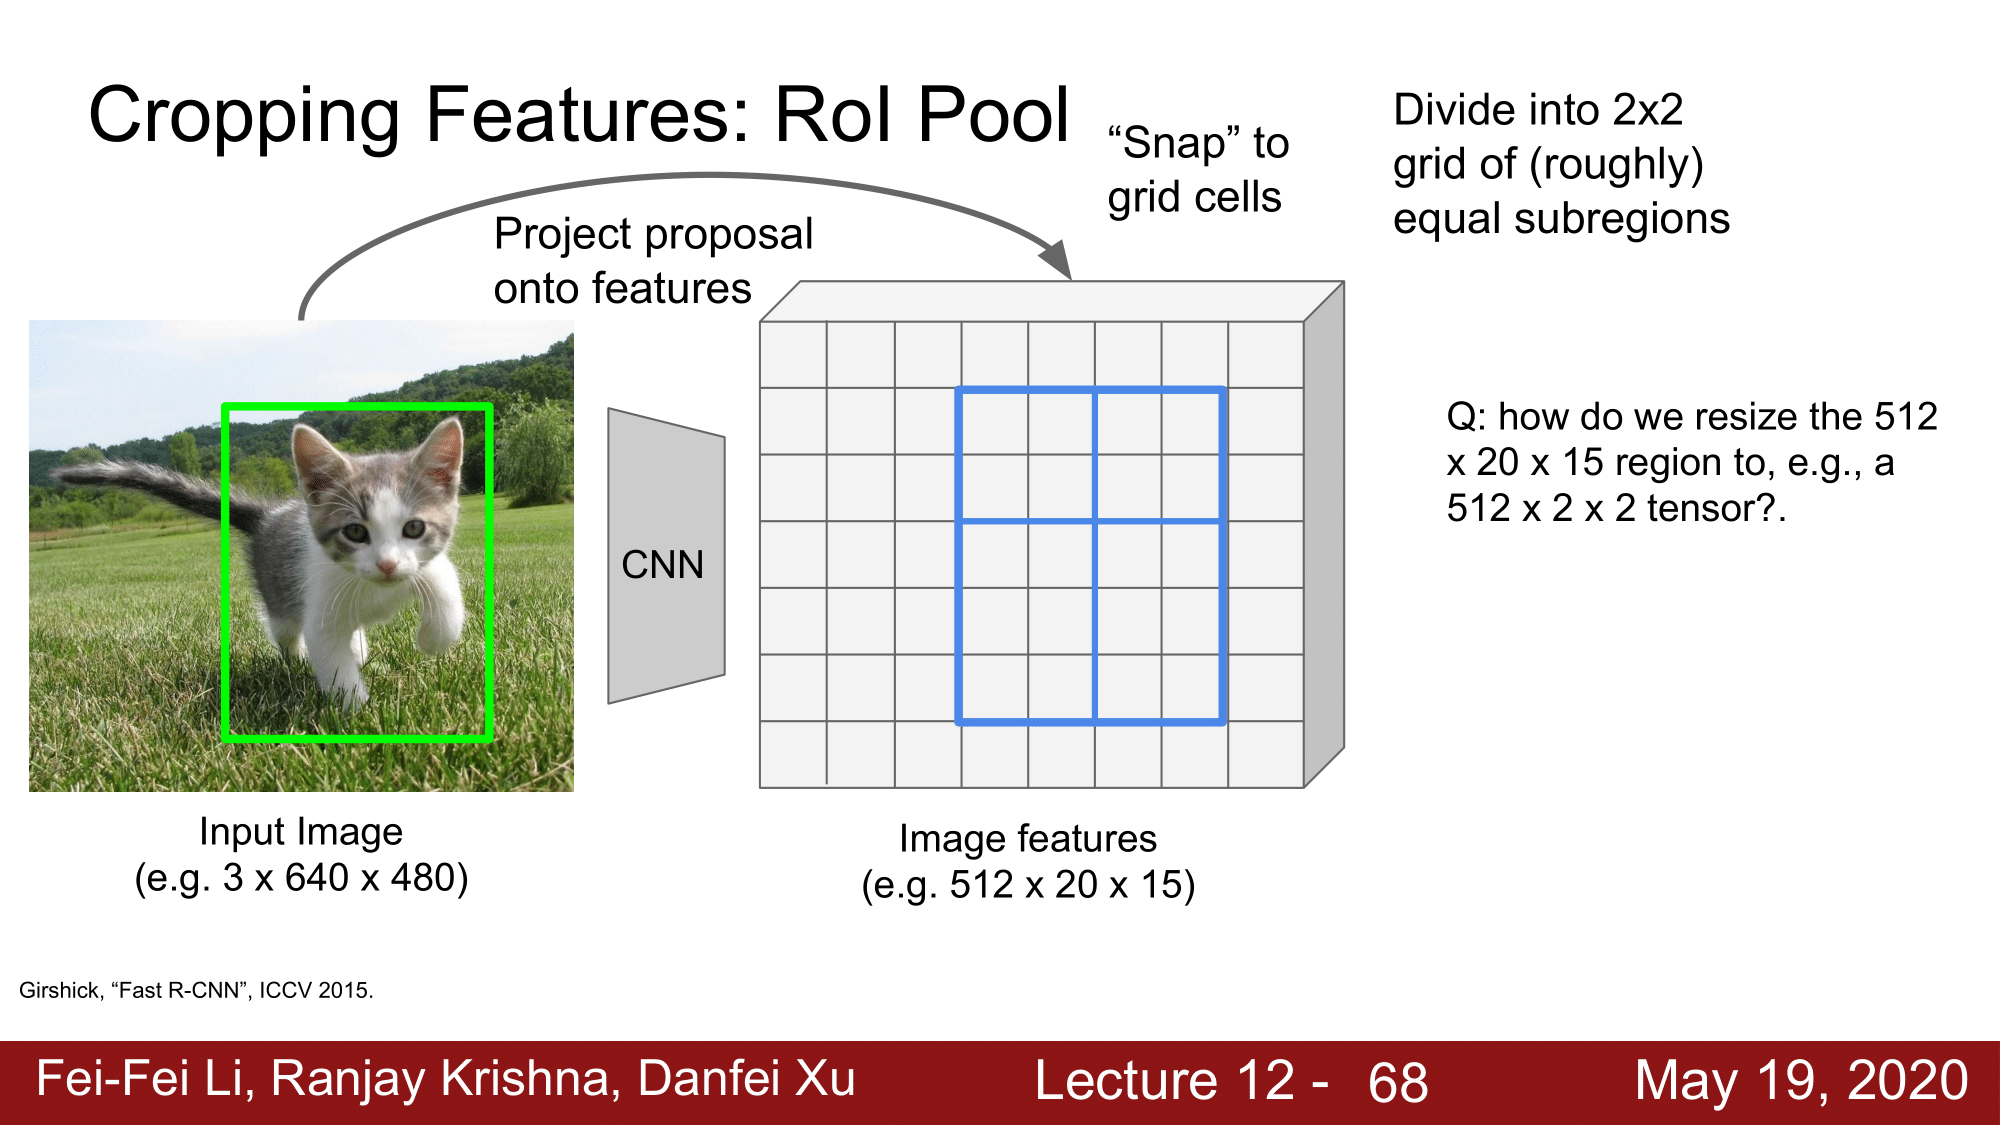 Cropping Features: RoI Pool
“Snap” to
grid cells
Divide into 2x2
grid of (roughly)
equal subregions
Project proposal
onto features
CNN
Q: how do we resize the 512
x 20 x 15 region to, e.g., a
512 x 2 x 2 tensor?.
Input Image
(e.g. 3 x 640 x 480)
Image features
(e.g. 512 x 20 x 15)
Girshick, “Fast R-CNN”, ICCV 2015.
Fei-Fei Li, Ranjay Krishna, Danfei Xu
Lecture 12 - 68
May 19, 2020